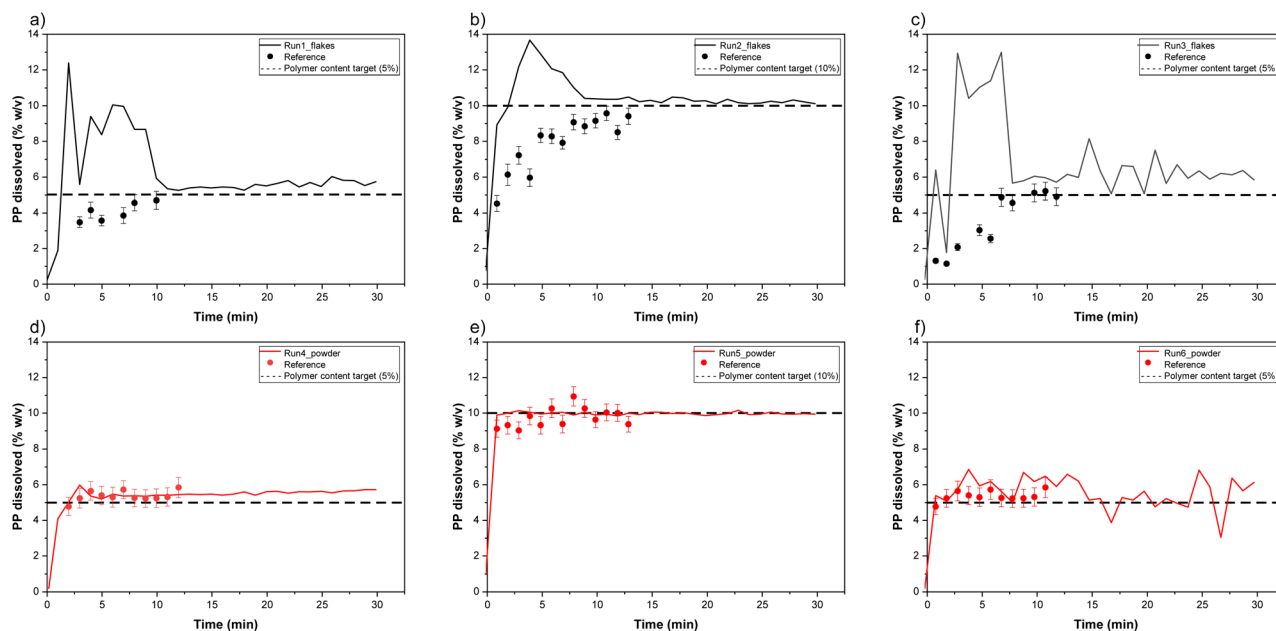 a)
Run1_flakes
Reference
Polymer content target (5%)
14
12
10
8
6
4
2
0
PP dissolved (% w/v)
0 5 10 15 20 25 30
Time (min)
b)
Run2_flakes
Reference
Polymer content target (10%)
14
12
10
8
6
4
2
0
PP dissolved (% w/v)
0 5 10 15 20 25 30
Time (min)
c)
Run3_flakes
Reference
Polymer content target (5%)
14
12
10
8
6
4
2
0
PP dissolved (% w/v)
0 5 10 15 20 25 30
Time (min)
d)
Run4_powder
Reference
Polymer content target (5%)
14
12
10
8
6
4
2
0
PP dissolved (% w/v)
0 5 10 15 20 25 30
Time (min)
e)
Run5_powder
Reference
Polymer content target (10%)
14
12
10
8
6
4
2
0
PP dissolved (% w/v)
0 5 10 15 20 25 30
Time (min)
f)
Run6_powder
Reference
Polymer content target (5%
14
12
10
8
6
4
2
0
PP dissolved (% w/v)
0 5 10 15 20 25 30
Time (min)